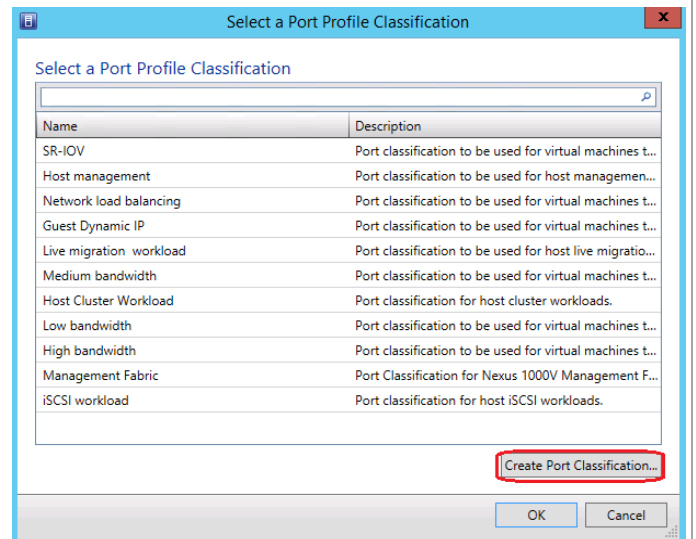 Select a Port Profile Classification
x
Select a Port Profile Classification
Name Description
SR-IOV Port classification to be used for virtual machines t...
Host management Port classification to be used for host managemen...
Network load balancing Port classification to be used for virtual machines t...
Guest Dynamic IP Port classification to be used for virtual machines t...
Live migration workload Port classification to be used for host live migratio...
Medium bandwidth Port classification to be used for virtual machines t...
Host Cluster Workload Port classification for host cluster workloads.
Low bandwidth Port classification to be used for virtual machines t...
High bandwidth Port classification to be used for virtual machines t...
Management Fabric Port Classification for Nexus 1000V Management F...
iSCSI workload Port classification for host iSCSI workloads.
Create Port Classification...
OK Cancel